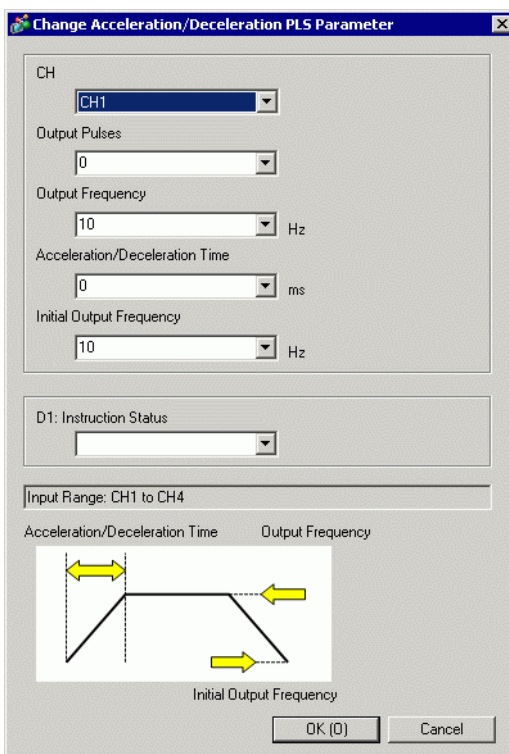 Change Acceleration/Deceleration PLS Parameter
CH
CH1
Output Pulses
0
Output Frequency
10 Hz
Acceleration/Deceleration Time
0 ms
Initial Output Frequency
10 Hz
D1: Instruction Status
Input Range: CH1 to CH4
Acceleration/Deceleration Time Output Frequency
Initial Output Frequency
OK (O) Cancel